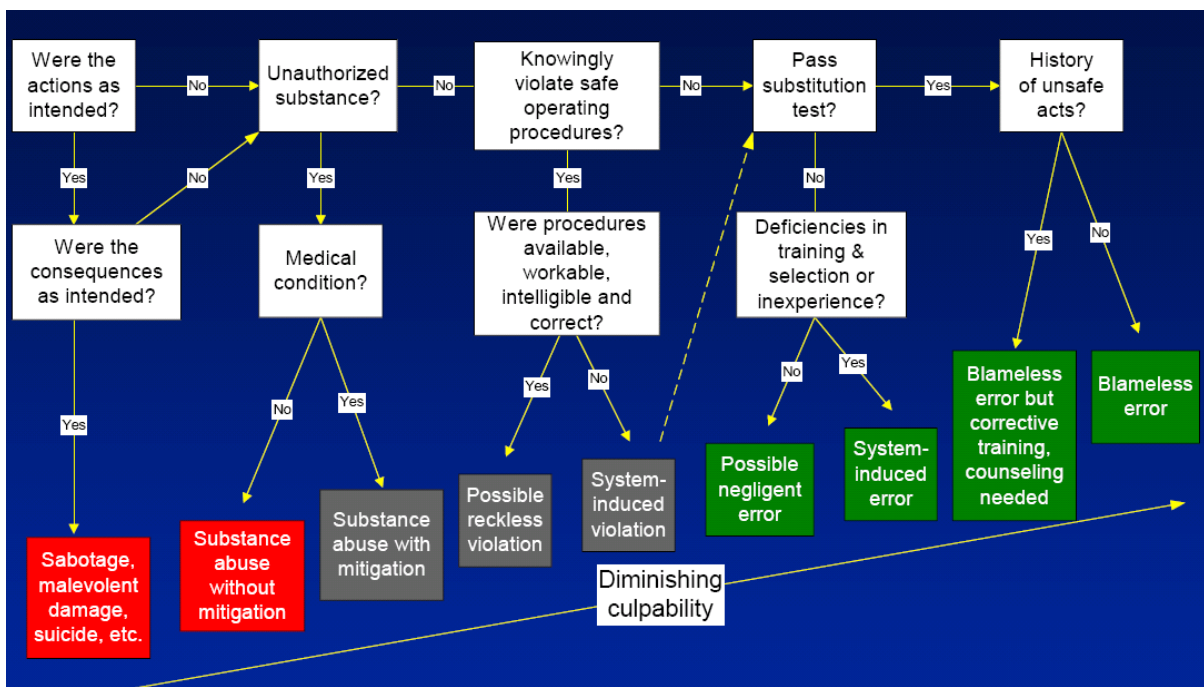 Were the
actions as
intended?
No
Unauthorized
substance?
No
Knowingly
violate safe
operating
procedures?
No
Pass
substitution
test?
Yes
History
of unsafe
acts?
Yes
No
Yes
Yes
No
Were the
consequences
as intended?
Medical
condition?
Were procedures
available,
workable,
intelligible and
correct?
Deficiencies in
training &
selection or
inexperience?
Yes
No
Yes
No
Yes
Yes
No
No
Yes
Sabotage,
malevolent
damage,
suicide, etc.
Substance
abuse
without
mitigation
Substance
abuse with
mitigation
Possible
reckless
violation
System-
induced
violation
Possible
negligent
error
System-
induced
error
Blameless
error but
corrective
training,
counseling
needed
Blameless
error
Diminishing
culpability